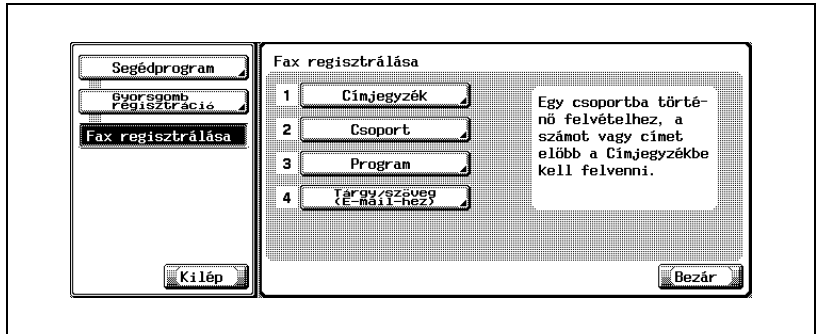 Segédprogram
Gyorsgomb
regisztráció
Fax regisztrálása
Kilép
Fax regisztrálása
1 Címjegyzék
2 Csoport
3 Program
4 Tárgy/szöveg
(E-mail-hez)
Egy csoportba törté-
nő felvételhez, a
számot vagy címet
előbb a Címjegyzékbe
kell felvenni.
Bezár